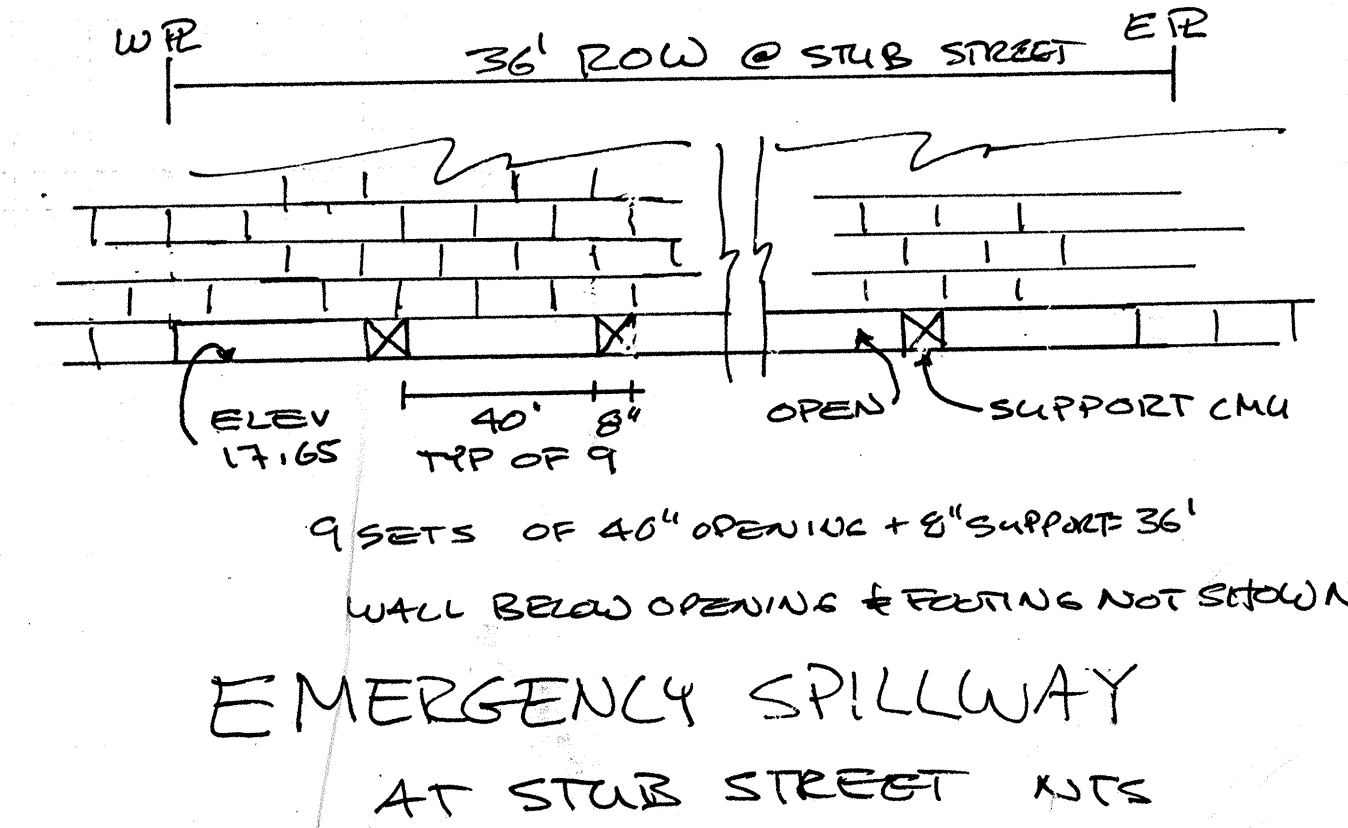 W PL
E PL
36' ROW @ STUB STREET
ELEV
17.65
40' 8"
TYP OF 9
OPEN
SUPPORT CMU
9 SETS OF 40" OPENING + 8" SUPPORT = 36'
WALL BELOW OPENING & FOOTING NOT SHOWN
EMERGENCY SPILLWAY
AT STUB STREET NTS